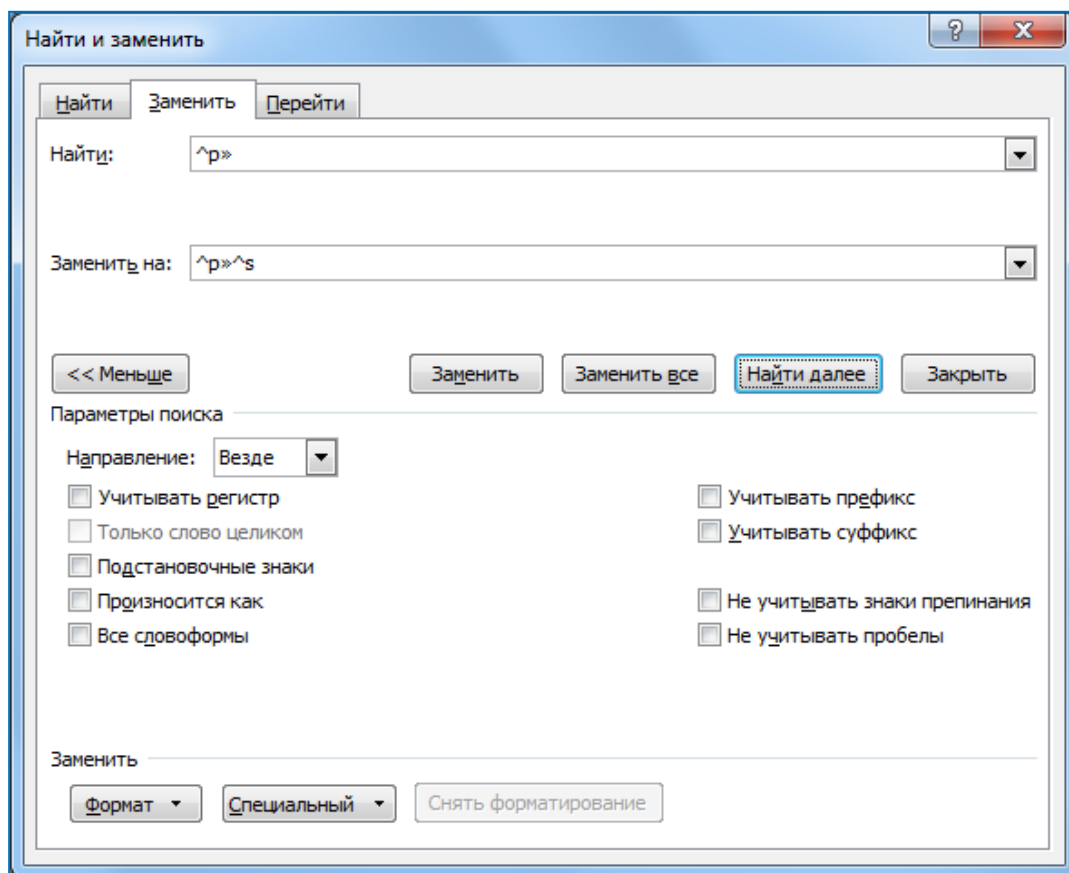 Найти и заменить
Найти Заменить Перейти
Найти: ^p»
Заменить на: ^p»^s
<< Меньше Заменить Заменить все Найти далее Закрыть
Параметры поиска
Направление: Везде
Учитывать регистр Учитывать префикс
Только слово целиком Учитывать суффикс
Подстановочные знаки
Произносится как Не учитывать знаки препинания
Все словоформы Не учитывать пробелы
Заменить
Формат Специальный Снять форматирование